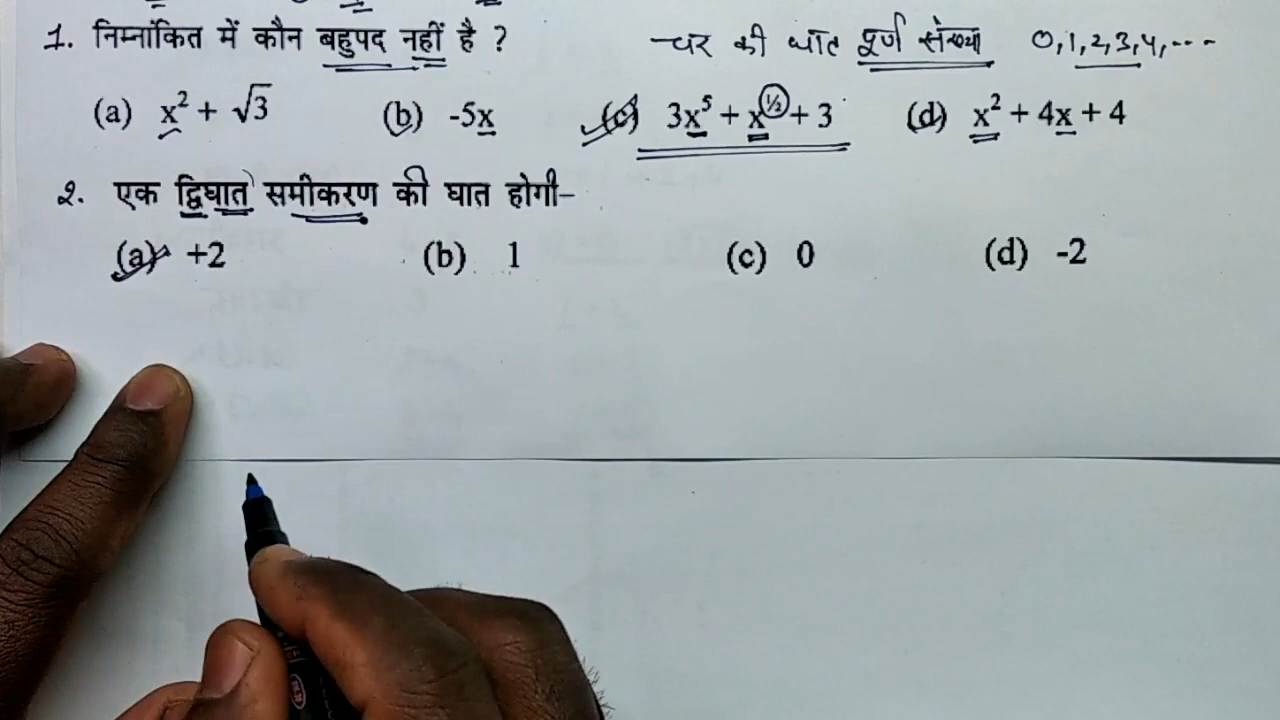 1. निम्नांकित में कौन बहुपद नहीं है ? चर की घात पूर्ण संख्या 0,1,2,3,4,---
(a) x² + √3 (b) -5x (c) 3x⁵ + x^½ + 3 (d) x² + 4x + 4
2. एक द्विघात समीकरण की घात होगी–
(a) +2 (b) 1 (c) 0 (d) -2